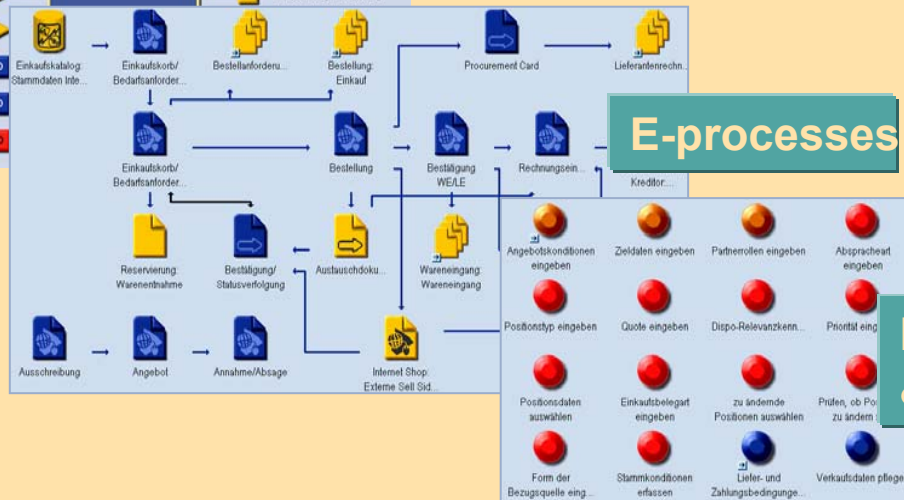 Einkaufskatalog:
Stammdaten Inte...
Einkaufskorb/
Bedarfsanforder...
Bestellanforderu...
Bestellung:
Einkauf
Procurement Card
Lieferantenrechn...
E-processes
Einkaufskorb/
Bedarfsanforder...
Bestellung
Bestätigung
WE/LE
Rechnungsein...
Kreditor:...
Reservierung:
Warenentnahme
Bestätigung/
Statusverfolgung
Austauschdoku...
Wareneingang:
Wareneingang
Ausschreibung
Angebot
Annahme/Absage
Internet Shop:
Externe Sell Sid...
Angebotskonditionen
eingeben
Zieldaten eingeben
Partnerrollen eingeben
Abspracheart
eingeben
Positionstyp eingeben
Quote eingeben
Dispo-Relevanzkenn...
Priorität eing
Positionsdaten
auswählen
Einkaufsbelegart
eingeben
zu ändernde
Positionen auswählen
Prüfen, ob Po
zu ändern
Form der
Bezugsquelle eing...
Stammkonditionen
erfassen
Liefer- und
Zahlungsbedingunge...
Verkaufsdaten pflege